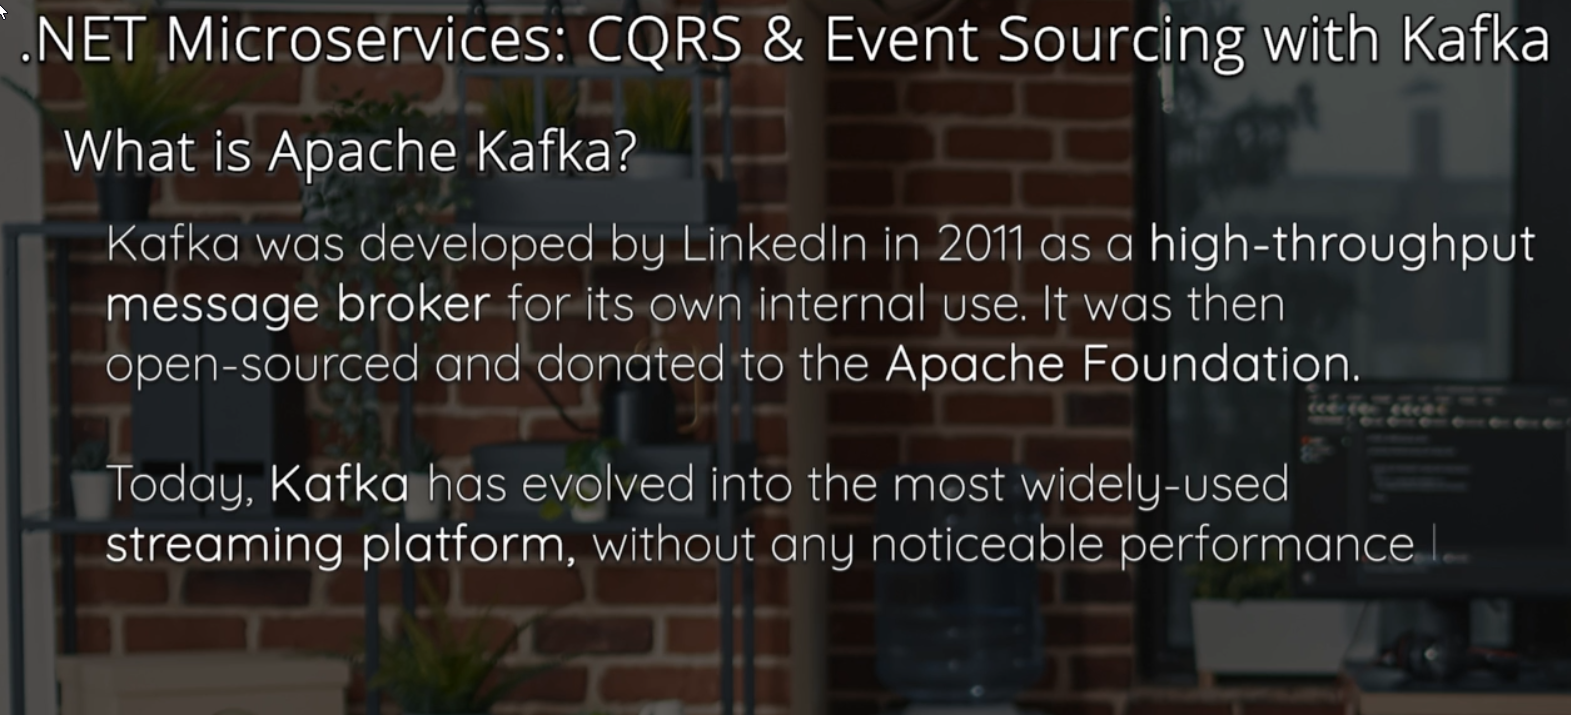 .NET Microservices: CQRS & Event Sourcing with Kafka
What is Apache Kafka?
Kafka was developed by LinkedIn in 2011 as a high-throughput
message broker for its own internal use. It was then
open-sourced and donated to the Apache Foundation.
Today, Kafka has evolved into the most widely-used
streaming platform, without any noticeable performance